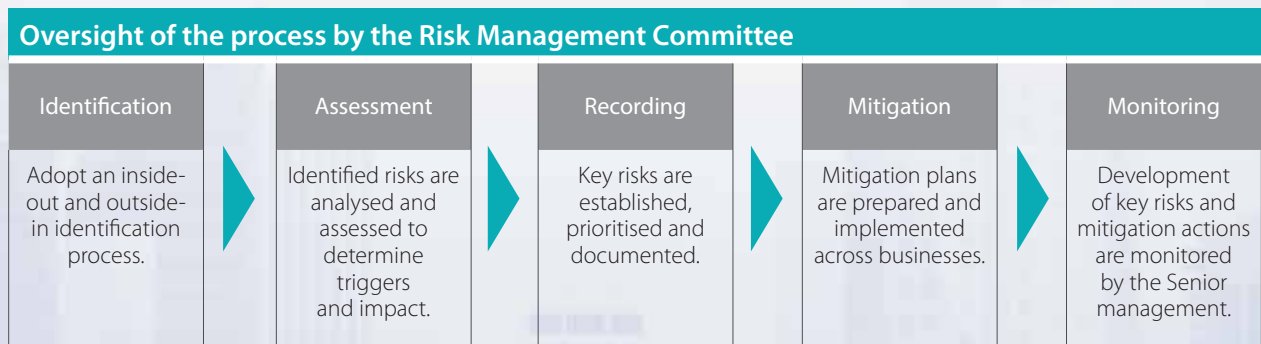 Oversight of the process by the Risk Management Committee
Identification
Adopt an inside-
out and outside-
in identification
process.
Assessment
Identified risks are
analysed and
assessed to
determine
triggers
and impact.
Recording
Key risks are
established,
prioritised and
documented.
Mitigation
Mitigation plans
are prepared and
implemented
across businesses.
Monitoring
Development
of key risks and
mitigation actions
are monitored
by the Senior
management.